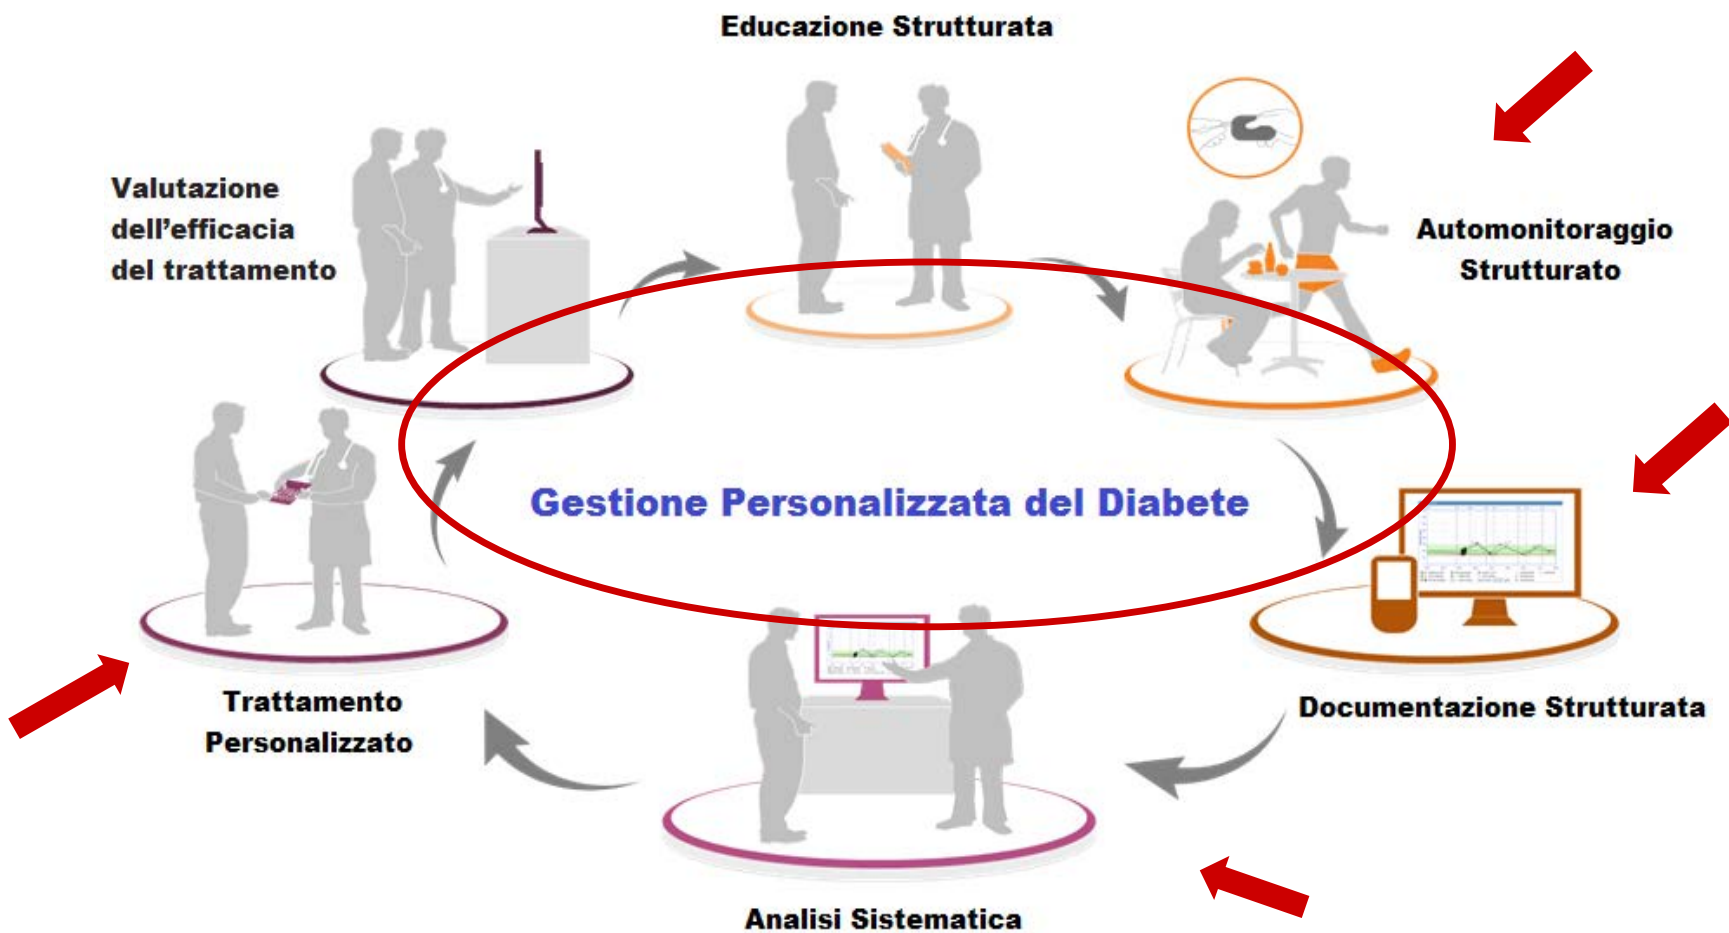 Educazione Strutturata
Valutazione
dell’efficacia
del trattamento
Automonitoraggio
Strutturato
Gestione Personalizzata del Diabete
Trattamento
Personalizzato
Documentazione Strutturata
Analisi Sistematica